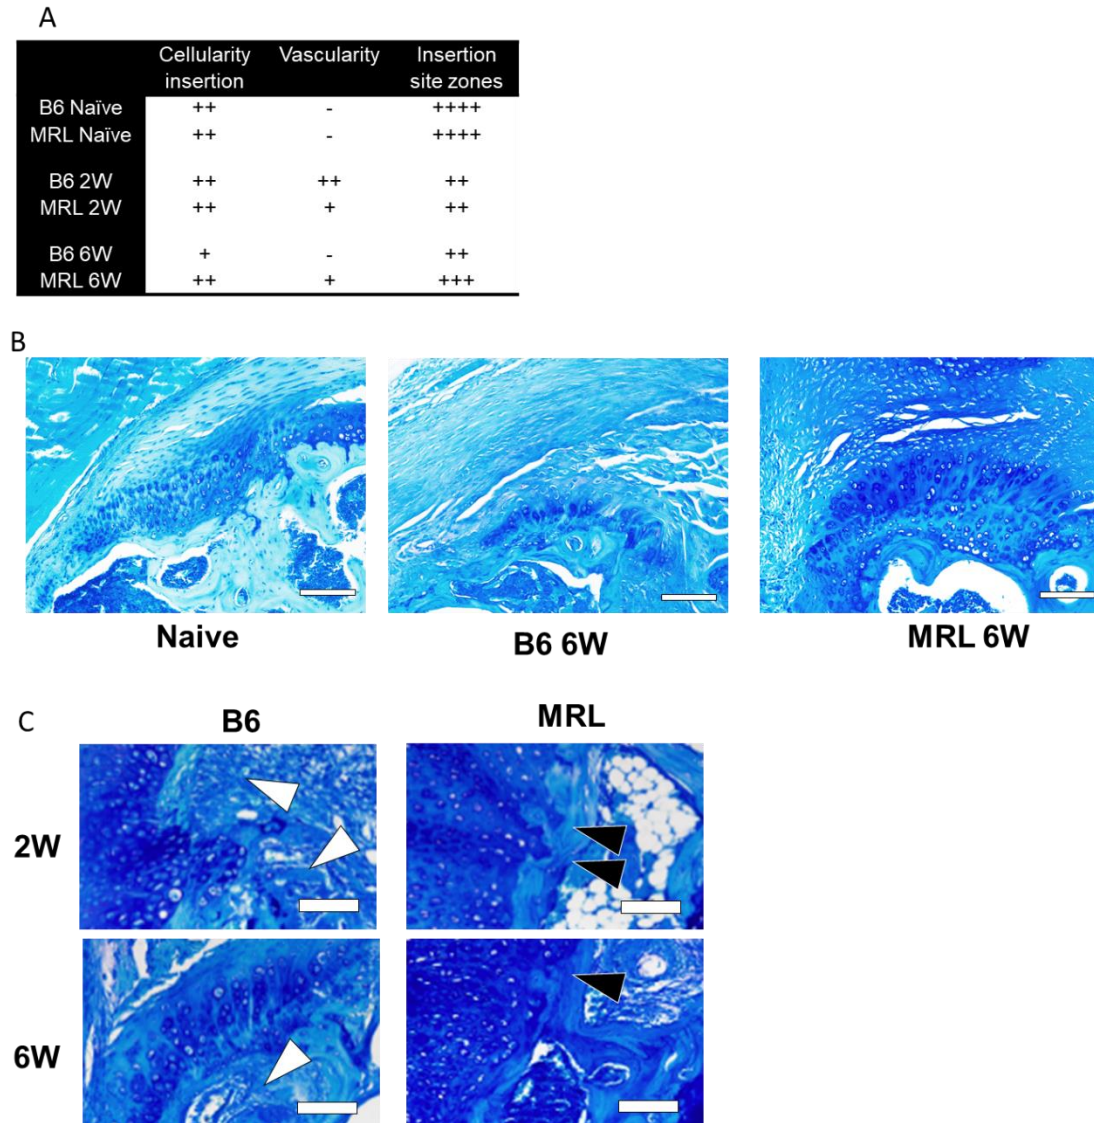 A
Cellularity insertion Vascularity Insertion site zones
B6 Naïve ++ - ++++
MRL Naïve ++ - ++++
B6 2W ++ ++ ++
MRL 2W ++ + ++
B6 6W + - ++
MRL 6W ++ + +++
B
Naive B6 6W MRL 6W
C
B6 MRL
2W
6W